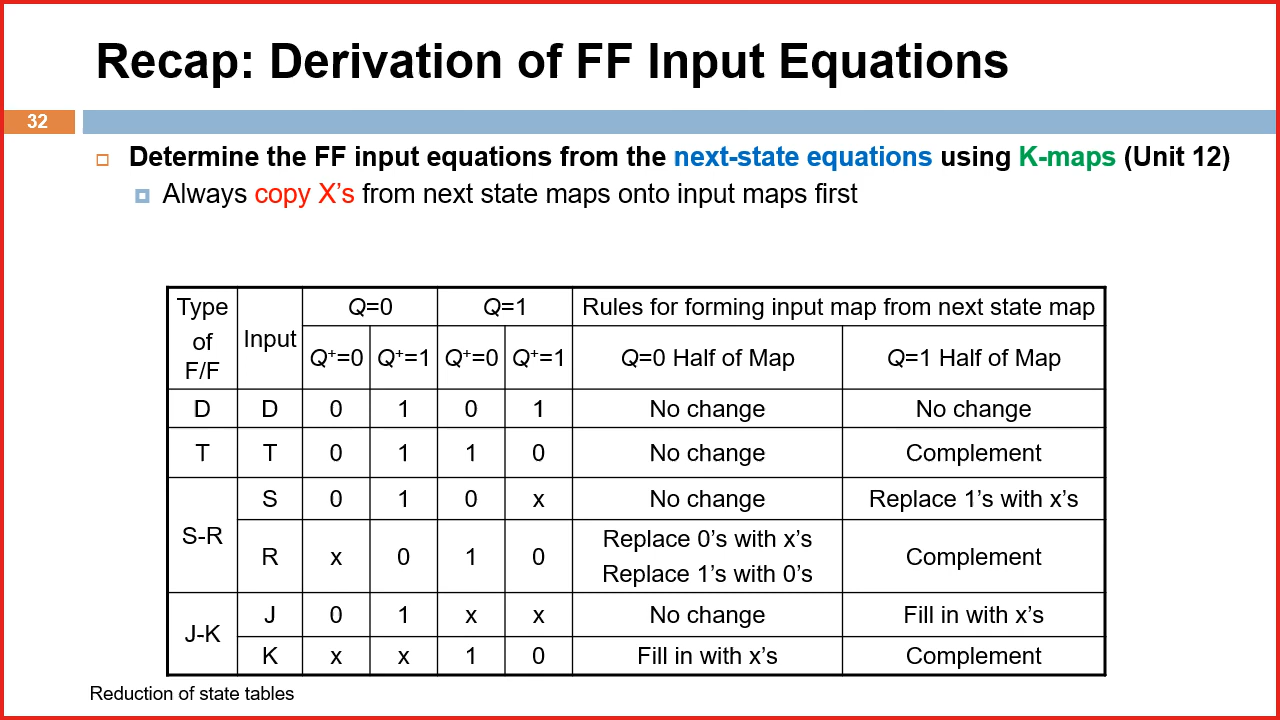 Recap: Derivation of FF Input Equations
32
Determine the FF input equations from the next-state equations using K-maps (Unit 12)
Always copy X’s from next state maps onto input maps first
Type of F/F Input Q=0 Q=1 Rules for forming input map from next state map
Q⁺=0 Q⁺=1 Q⁺=0 Q⁺=1 Q=0 Half of Map Q=1 Half of Map
D D 0 1 0 1 No change No change
T T 0 1 1 0 No change Complement
S-R S 0 1 0 x No change Replace 1’s with x’s
R x 0 1 0 Replace 0’s with x’s Replace 1’s with 0’s Complement
J-K J 0 1 x x No change Fill in with x’s
K x x 1 0 Fill in with x’s Complement
Reduction of state tables